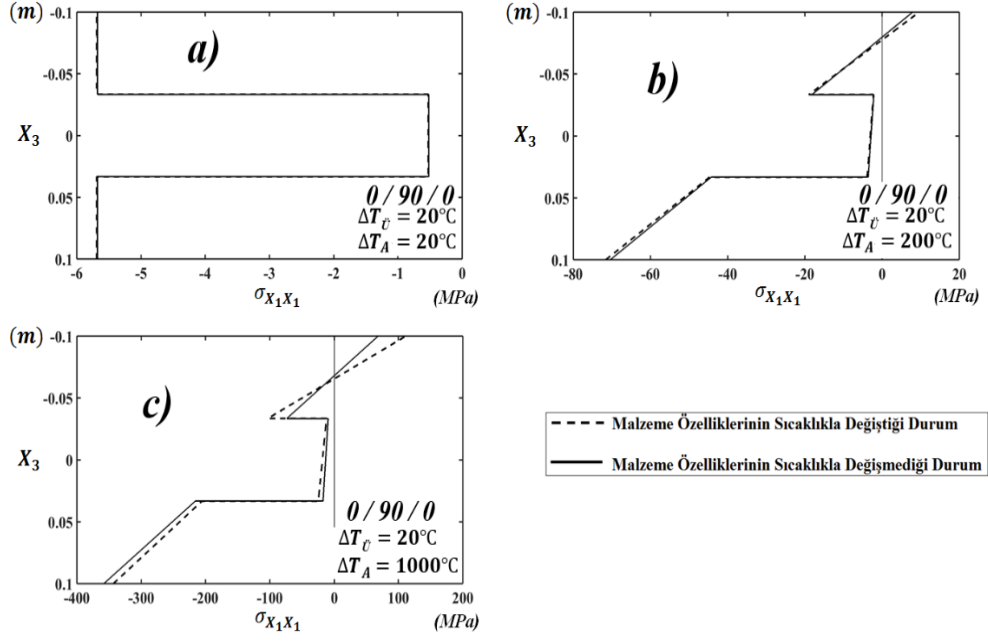 (m)
-0.1
-0.05
X3
0
0.05
0.1
a)
0 / 90 / 0
ΔTÜ = 20°C
ΔTA = 20°C
-6
-5
-4
-3
-2
-1
0
σX1X1
(MPa)
(m)
-0.1
-0.05
X3
0
0.05
0.1
b)
0 / 90 / 0
ΔTÜ = 20°C
ΔTA = 200°C
-80
-60
-40
-20
0
20
σX1X1
(MPa)
(m)
-0.1
-0.05
X3
0
0.05
0.1
c)
0 / 90 / 0
ΔTÜ = 20°C
ΔTA = 1000°C
-400
-300
-200
-100
0
100
200
σX1X1
(MPa)
Malzeme Özelliklerinin Sıcaklıkla Değiştiği Durum
Malzeme Özelliklerinin Sıcaklıkla Değişmediği Durum